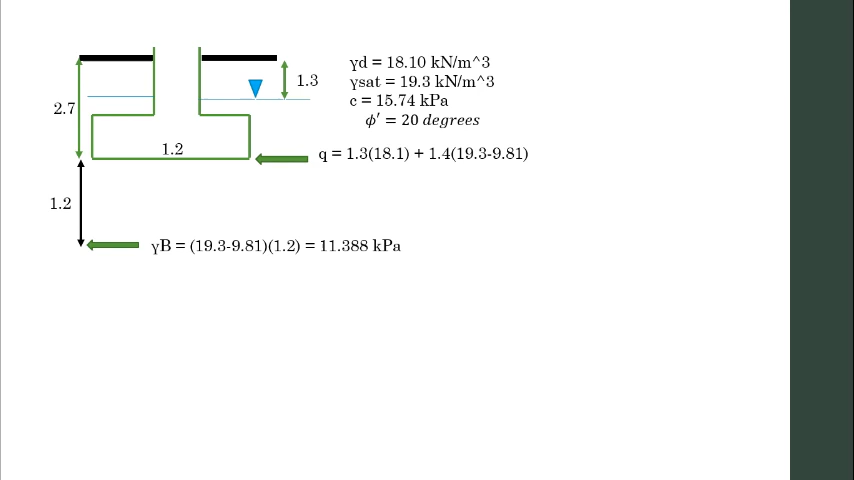 γd = 18.10 kN/m^3
1.3
γsat = 19.3 kN/m^3
c = 15.74 kPa
2.7
ϕ′ = 20 degrees
1.2
q = 1.3(18.1) + 1.4(19.3-9.81)
1.2
γB = (19.3-9.81)(1.2) = 11.388 kPa